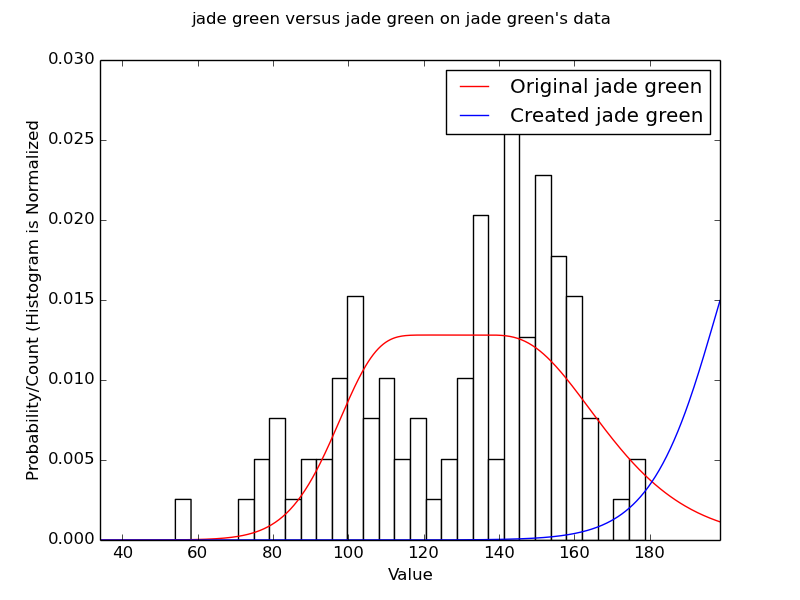 jade green versus jade green on jade green's data
Original jade green
Created jade green
Probability/Count (Histogram is Normalized
0.030
0.025
0.020
0.015
0.010
0.005
0.000
40 60 80 100 120 140 160 180
Value